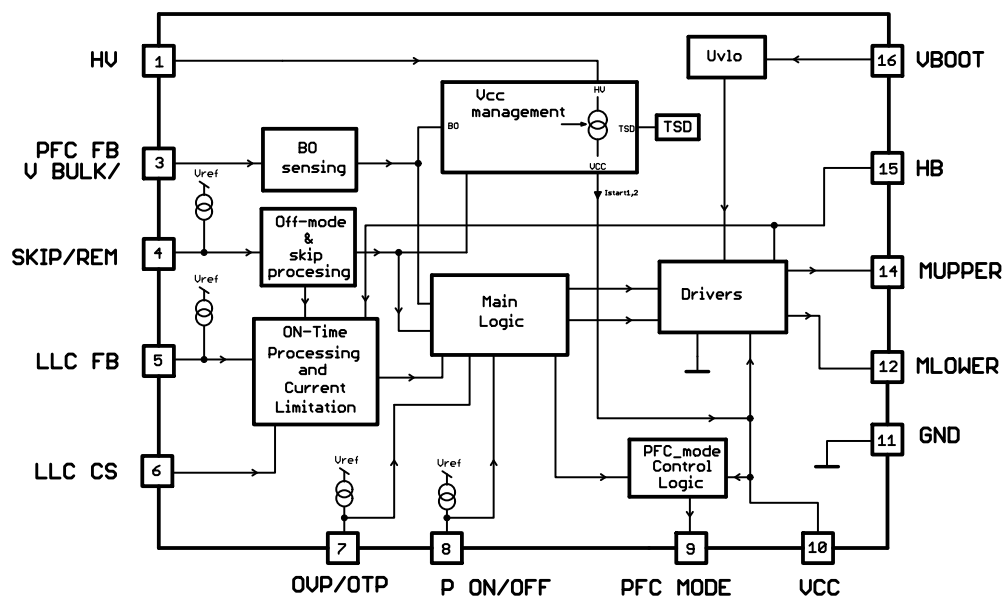 HV
1
PFC FB
V BULK/
3
SKIP/REM
4
LLC FB
5
LLC CS
6
Vref
Vref
BO
sensing
Off-mode
&
skip
procesing
ON-Time
Processing
and
Current
Limitation
Vcc
management
HV
BO
TSD
VCC
TSD
Istart1,2
Uvlo
Main
Logic
Drivers
PFC_mode
Control
Logic
Vref
Vref
16
VBOOT
15
HB
14
MUPPER
12
MLOWER
11
GND
7
8
9
10
OVP/OTP
P ON/OFF
PFC MODE
VCC